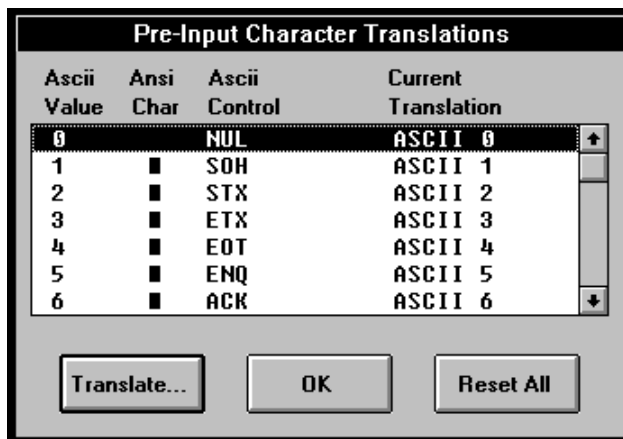 Pre-Input Character Translations
Ascii Ansi Ascii Current
Value Char Control Translation
0 NUL ASCII 0
1 SOH ASCII 1
2 STX ASCII 2
3 ETX ASCII 3
4 EOT ASCII 4
5 ENQ ASCII 5
6 ACK ASCII 6
Translate... OK Reset All